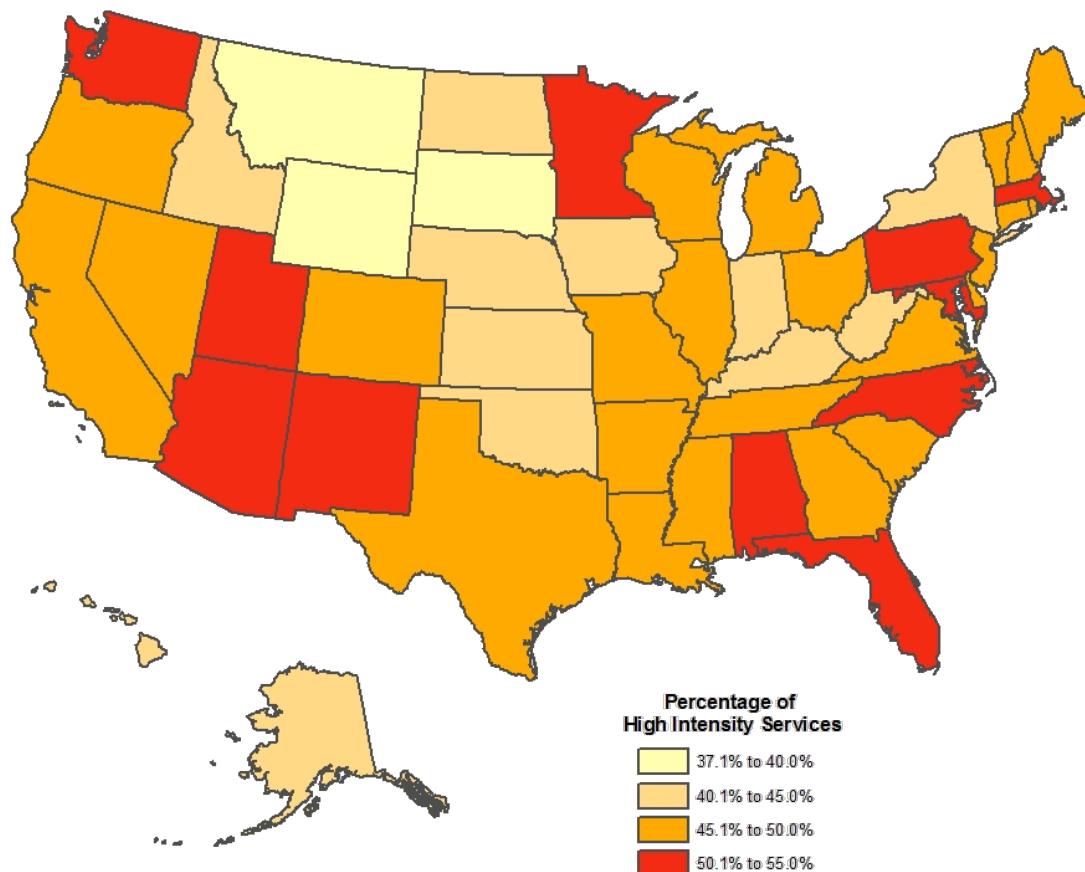 Percentage of
High Intensity Services
37.1% to 40.0%
40.1% to 45.0%
45.1% to 50.0%
50.1% to 55.0%